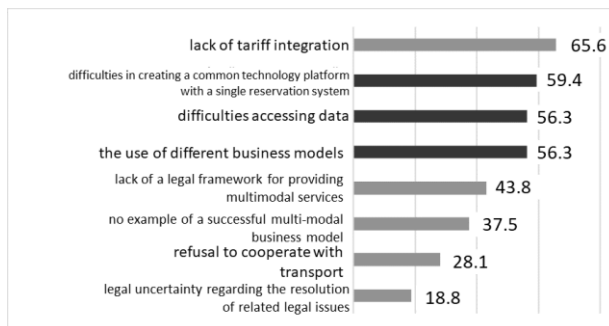 lack of tariff integration
65.6
difficulties in creating a common technology platform
with a single reservation system
59.4
difficulties accessing data
56.3
the use of different business models
56.3
lack of a legal framework for providing
multimodal services
43.8
no example of a successful multi-modal
business model
37.5
refusal to cooperate with
transport
28.1
legal uncertainty regarding the resolution
of related legal issues
18.8